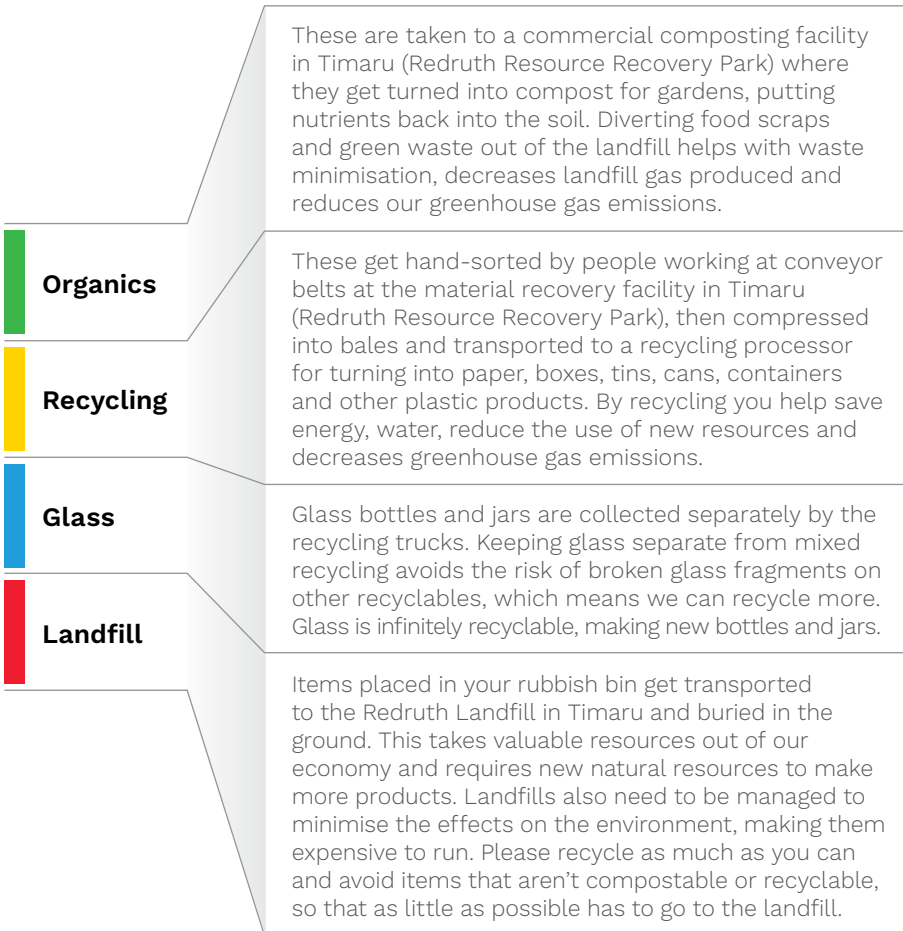 These are taken to a commercial composting facility
in Timaru (Redruth Resource Recovery Park) where
they get turned into compost for gardens, putting
nutrients back into the soil. Diverting food scraps
and green waste out of the landfill helps with waste
minimisation, decreases landfill gas produced and
reduces our greenhouse gas emissions.
Organics
These get hand-sorted by people working at conveyor
belts at the material recovery facility in Timaru
(Redruth Resource Recovery Park), then compressed
into bales and transported to a recycling processor
for turning into paper, boxes, tins, cans, containers
and other plastic products. By recycling you help save
energy, water, reduce the use of new resources and
decreases greenhouse gas emissions.
Recycling
Glass
Glass bottles and jars are collected separately by the
recycling trucks. Keeping glass separate from mixed
recycling avoids the risk of broken glass fragments on
other recyclables, which means we can recycle more.
Glass is infinitely recyclable, making new bottles and jars.
Landfill
Items placed in your rubbish bin get transported
to the Redruth Landfill in Timaru and buried in the
ground. This takes valuable resources out of our
economy and requires new natural resources to make
more products. Landfills also need to be managed to
minimise the effects on the environment, making them
expensive to run. Please recycle as much as you can
and avoid items that aren't compostable or recyclable,
so that as little as possible has to go to the landfill.